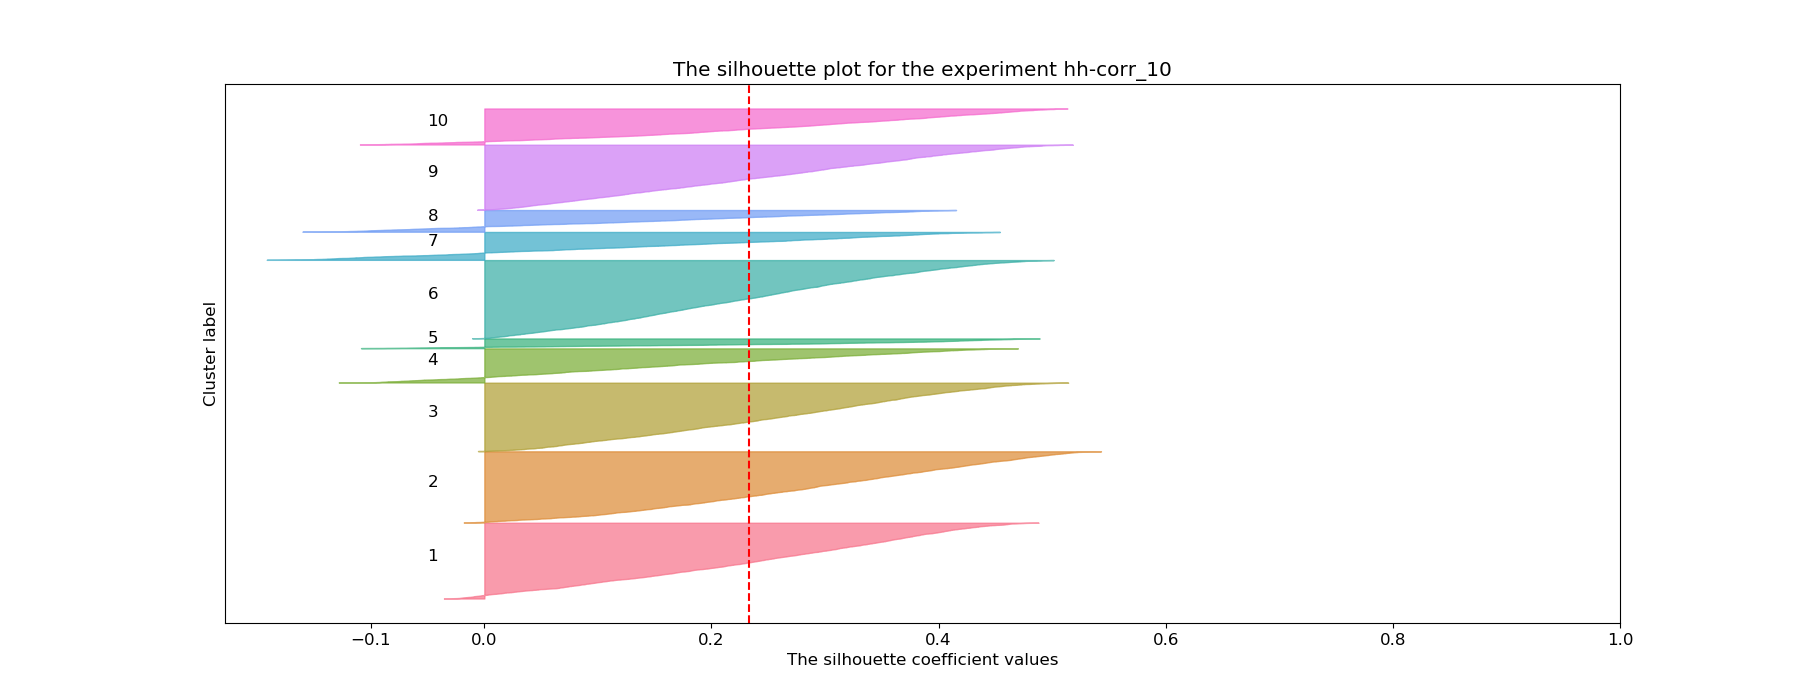 The silhouette plot for the experiment hh-corr_10
10
9
8
7
6
5
4
3
2
1
Cluster label
−0.1 0.0 0.2 0.4 0.6 0.8 1.0
The silhouette coefficient values